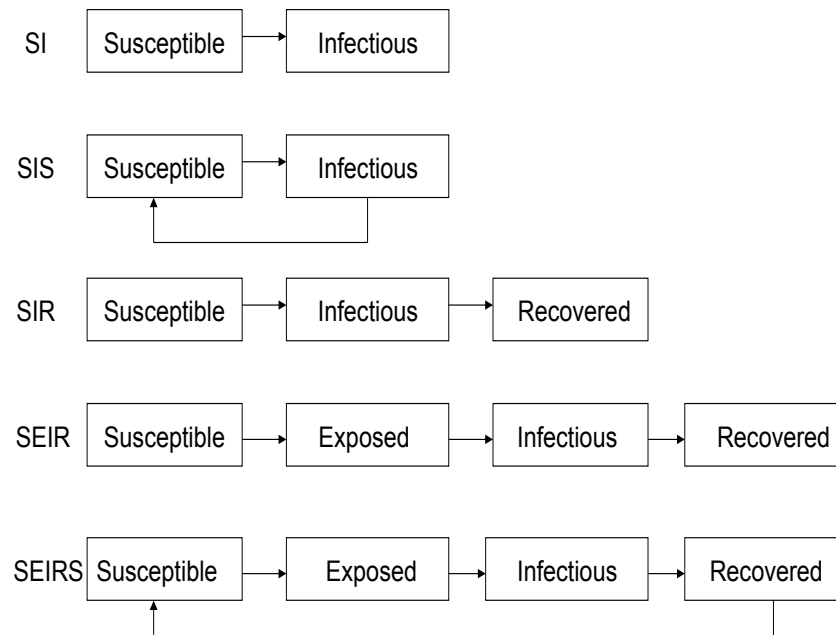 SI Susceptible Infectious
SIS Susceptible Infectious
SIR Susceptible Infectious Recovered
SEIR Susceptible Exposed Infectious Recovered
SEIRS Susceptible Exposed Infectious Recovered